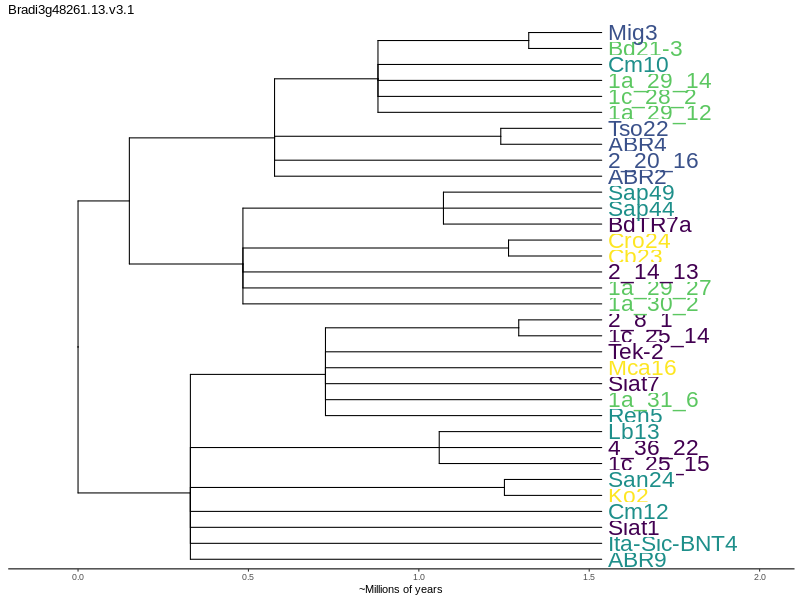 Bradi3g48261.13.v3.1
Mig3
Bd21-3
Cm10
1a_29_14
1c_28_2
1a_29_12
Tso22
ABR4
2_20_16
ABR2
Sap49
Sap44
BdTR7a
Cro24
Cb23
2_14_13
1a_29_27
1a_30_2
2_8_1
1c_25_14
Tek-2
Mca16
Siat7
1a_31_6
Ren5
Lb13
4_36_22
1c_25_15
San24
Ko2
Cm12
Siat1
Ita-Sic-BNT4
ABR9
0.0 0.5 1.0 1.5 2.0
~Millions of years